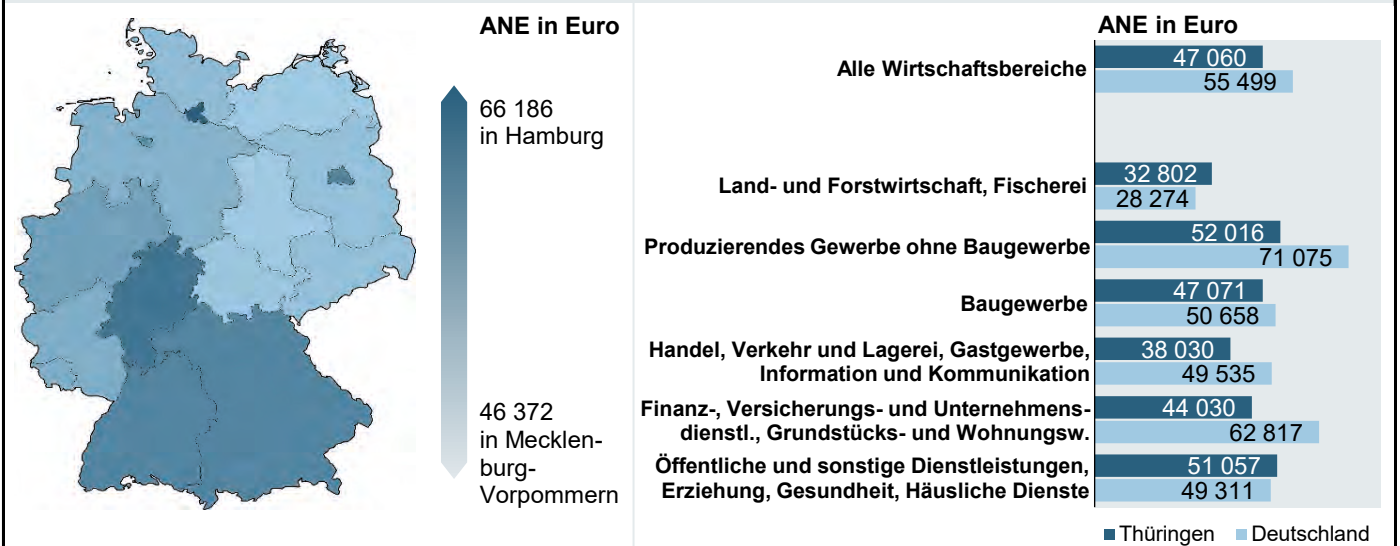 ANE in Euro
66 186
in Hamburg
46 372
in Mecklen-
burg-
Vorpommern
ANE in Euro
Alle Wirtschaftsbereiche
47 060
55 499
Land- und Forstwirtschaft, Fischerei
32 802
28 274
Produzierendes Gewerbe ohne Baugewerbe
52 016
71 075
Baugewerbe
47 071
50 658
Handel, Verkehr und Lagerei, Gastgewerbe,
Information und Kommunikation
38 030
49 535
Finanz-, Versicherungs- und Unternehmens-
dienstl., Grundstücks- und Wohnungsw.
44 030
62 817
Öffentliche und sonstige Dienstleistungen,
Erziehung, Gesundheit, Häusliche Dienste
51 057
49 311
Thüringen Deutschland